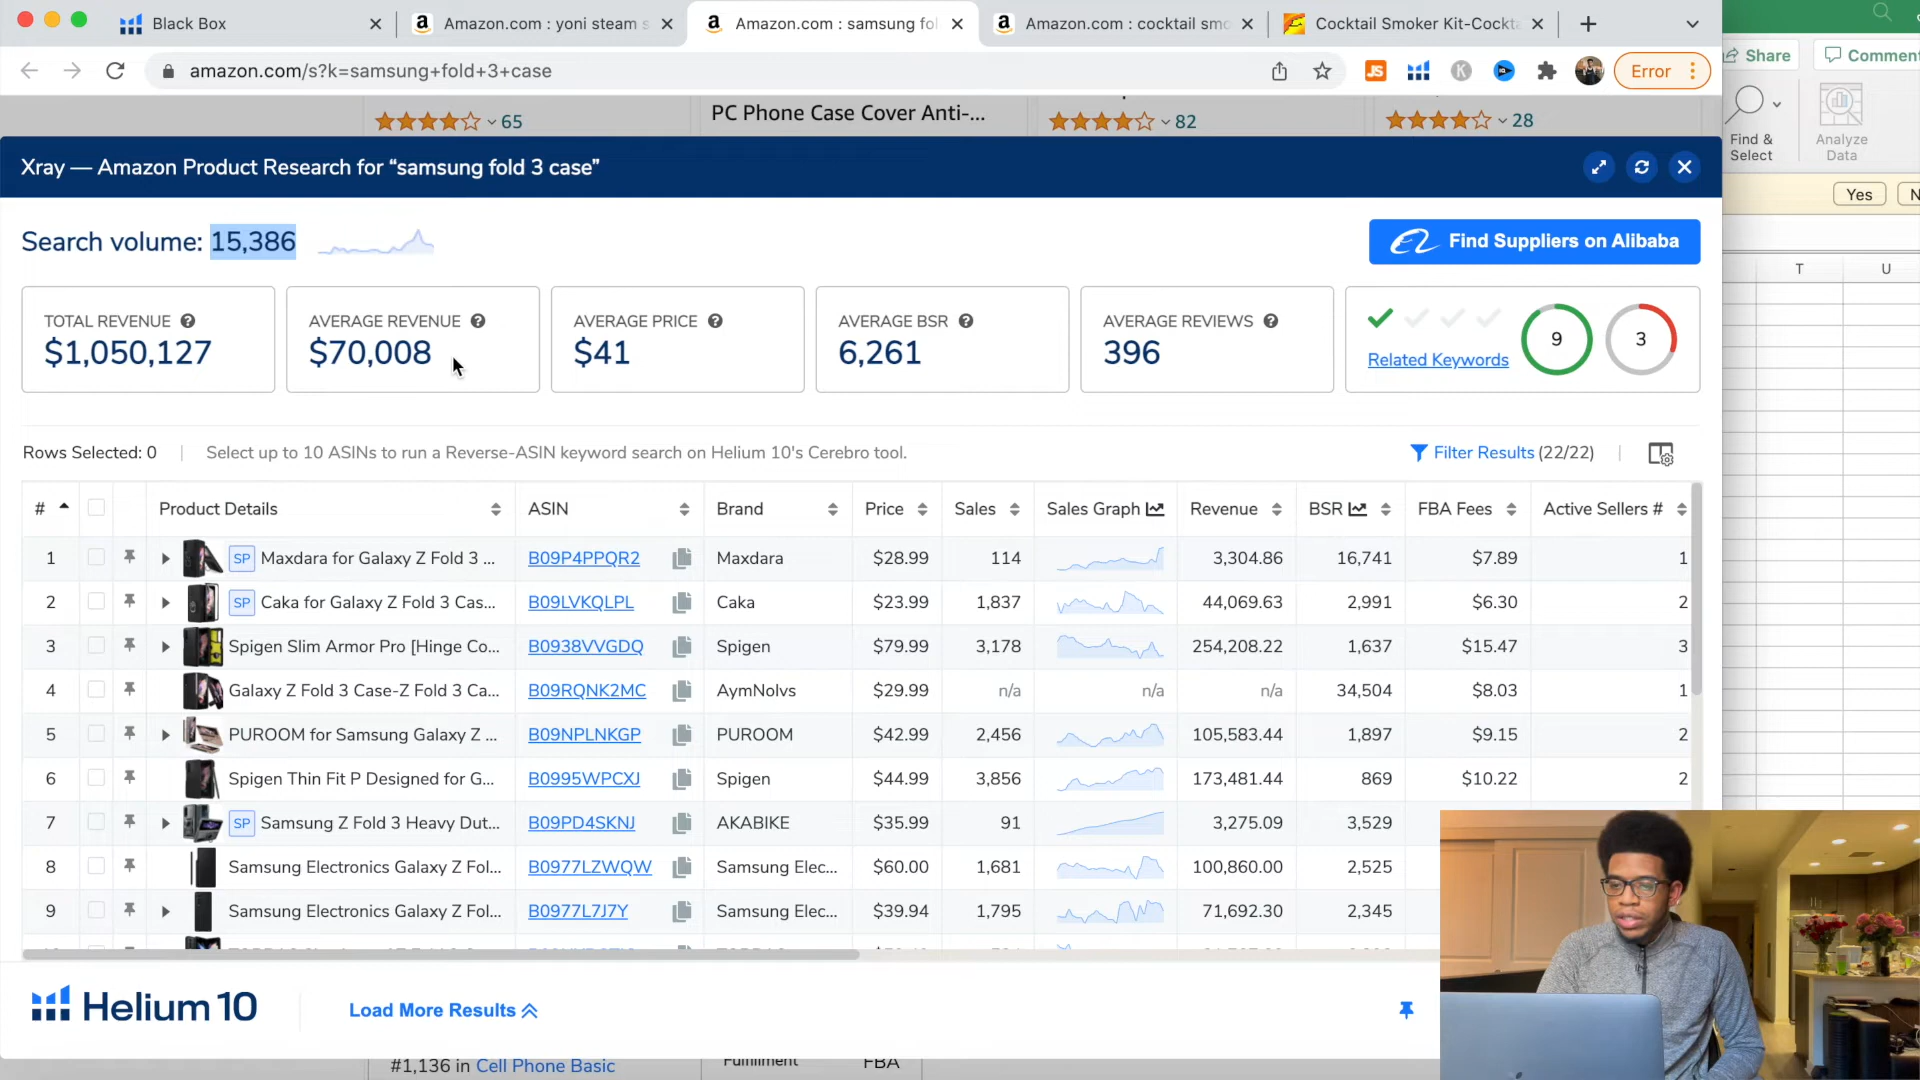 Black Box
Amazon.com : yoni steam s
Amazon.com : samsung fol
Amazon.com : cocktail smo
Cocktail Smoker Kit-Cockta
amazon.com/s?k=samsung+fold+3+case
Error
Share
Comment
65
PC Phone Case Cover Anti-...
82
28
Find &
Select
Analyze
Data
Xray — Amazon Product Research for “samsung fold 3 case”
Yes
Search volume: 15,386
Find Suppliers on Alibaba
T
U
TOTAL REVENUE
$1,050,127
AVERAGE REVENUE
$70,008
AVERAGE PRICE
$41
AVERAGE BSR
6,261
AVERAGE REVIEWS
396
Related Keywords
9
3
Rows Selected: 0
Select up to 10 ASINs to run a Reverse-ASIN keyword search on Helium 10's Cerebro tool.
Filter Results (22/22)
# Product Details ASIN Brand Price Sales Sales Graph Revenue BSR FBA Fees Active Sellers #
1 SP Maxdara for Galaxy Z Fold 3 ... B09P4PPQR2 Maxdara $28.99 114 3,304.86 16,741 $7.89 1
2 SP Caka for Galaxy Z Fold 3 Cas... B09LVKQLPL Caka $23.99 1,837 44,069.63 2,991 $6.30 2
3 Spigen Slim Armor Pro [Hinge Co... B0938VVGDQ Spigen $79.99 3,178 254,208.22 1,637 $15.47 3
4 Galaxy Z Fold 3 Case-Z Fold 3 Ca... B09RQNK2MC AymNolvs $29.99 n/a n/a n/a 34,504 $8.03 1
5 PUROOM for Samsung Galaxy Z ... B09NPLNKGP PUROOM $42.99 2,456 105,583.44 1,897 $9.15 2
6 Spigen Thin Fit P Designed for G... B0995WPCXJ Spigen $44.99 3,856 173,481.44 869 $10.22 2
7 SP Samsung Z Fold 3 Heavy Dut... B09PD4SKNJ AKABIKE $35.99 91 3,275.09 3,529
8 Samsung Electronics Galaxy Z Fol... B0977LZWQW Samsung Elec... $60.00 1,681 100,860.00 2,525
9 Samsung Electronics Galaxy Z Fol... B0977L7J7Y Samsung Elec... $39.94 1,795 71,692.30 2,345
Helium 10
Load More Results
#1,136 in Cell Phone Basic
Fulfillment
FBA